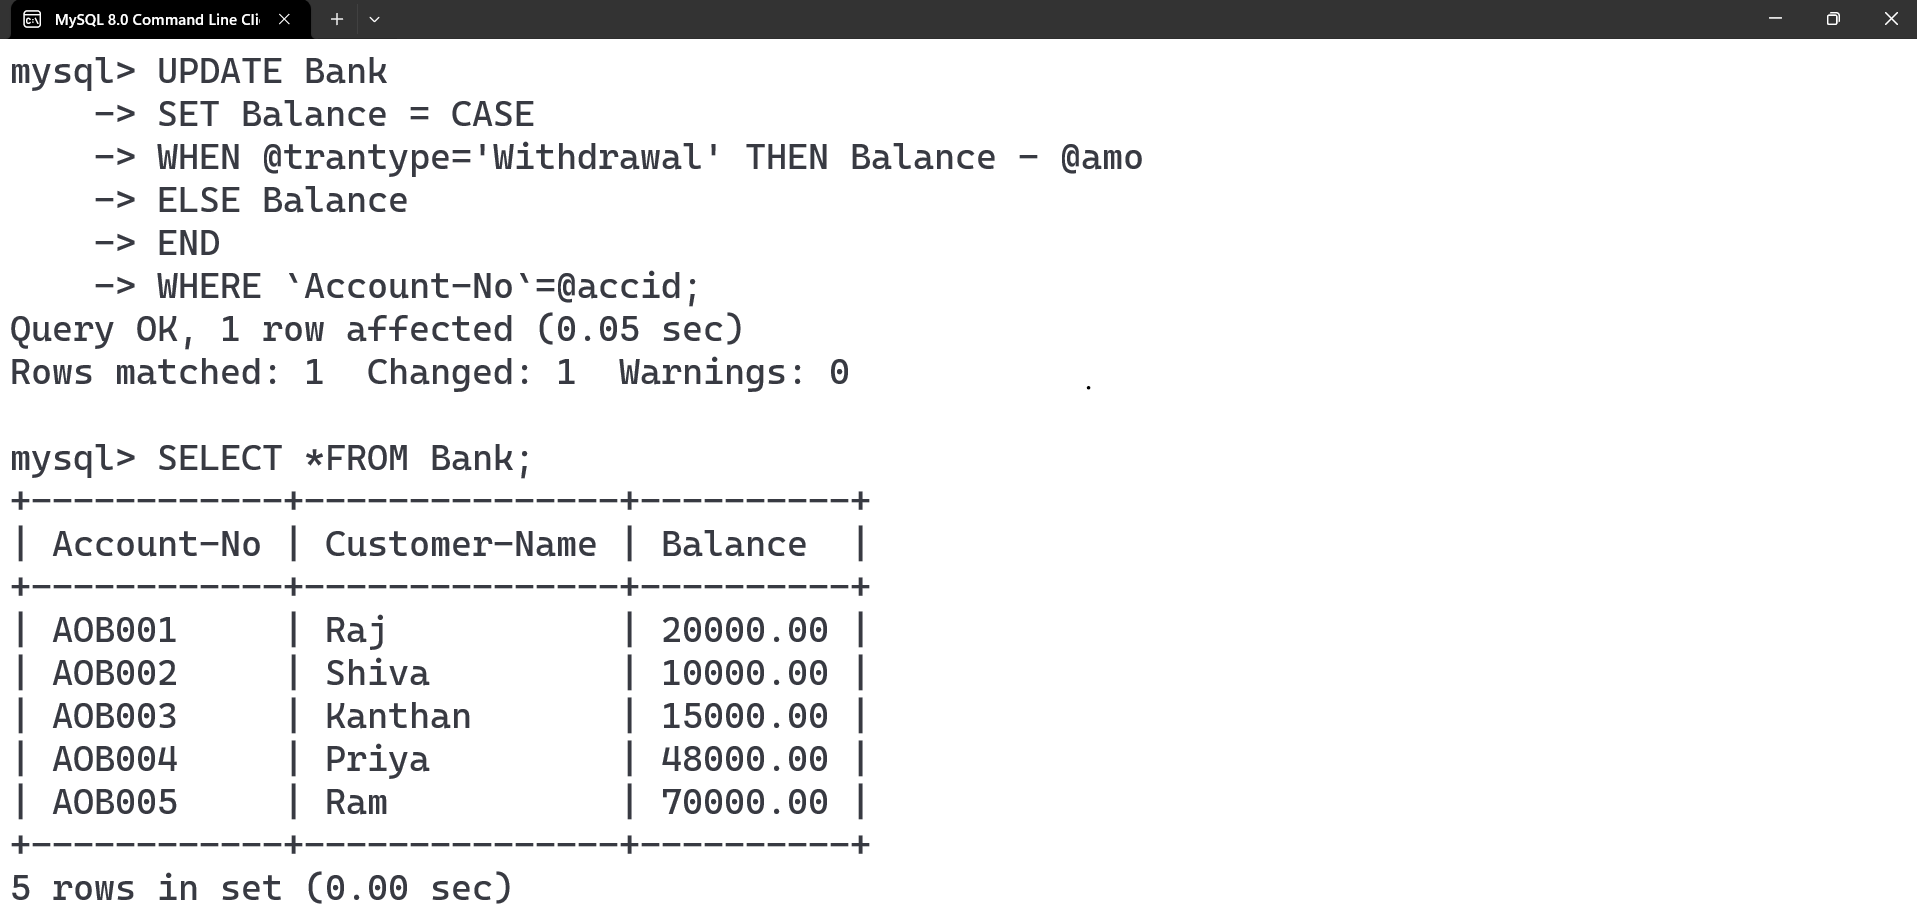 MySQL 8.0 Command Line Cli
mysql> UPDATE Bank
    -> SET Balance = CASE
    -> WHEN @trantype='Withdrawal' THEN Balance - @amo
    -> ELSE Balance
    -> END
    -> WHERE `Account-No`=@accid;
Query OK, 1 row affected (0.05 sec)
Rows matched: 1  Changed: 1  Warnings: 0
mysql> SELECT *FROM Bank;
+------------+---------------+----------+
| Account-No | Customer-Name | Balance  |
+------------+---------------+----------+
| AOB001     | Raj           | 20000.00 |
| AOB002     | Shiva         | 10000.00 |
| AOB003     | Kanthan       | 15000.00 |
| AOB004     | Priya         | 48000.00 |
| AOB005     | Ram           | 70000.00 |
+------------+---------------+----------+
5 rows in set (0.00 sec)